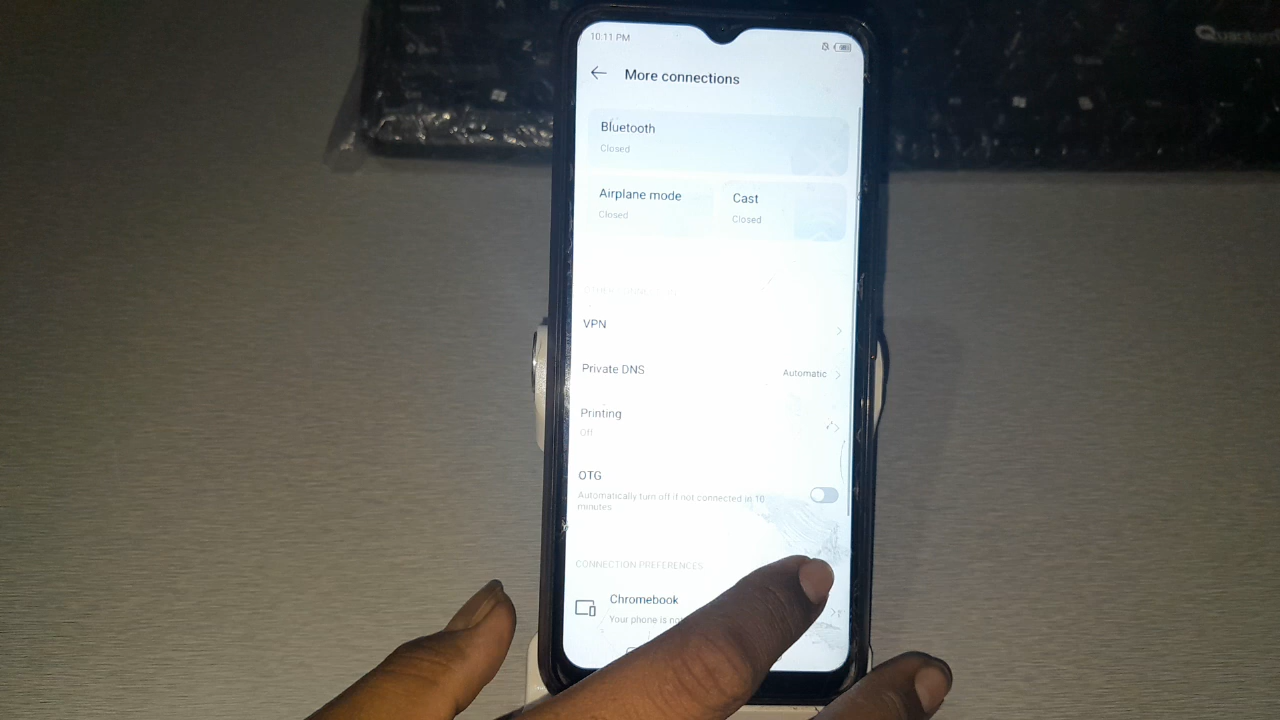 Quantum
10:11 PM
More connections
Bluetooth
Closed
Airplane mode
Closed
Cast
Closed
VPN
Private DNS
Automatic
Printing
Off
OTG
Automatically turn off if not connected in 10
minutes
CONNECTION PREFERENCES
Chromebook
Your phone is